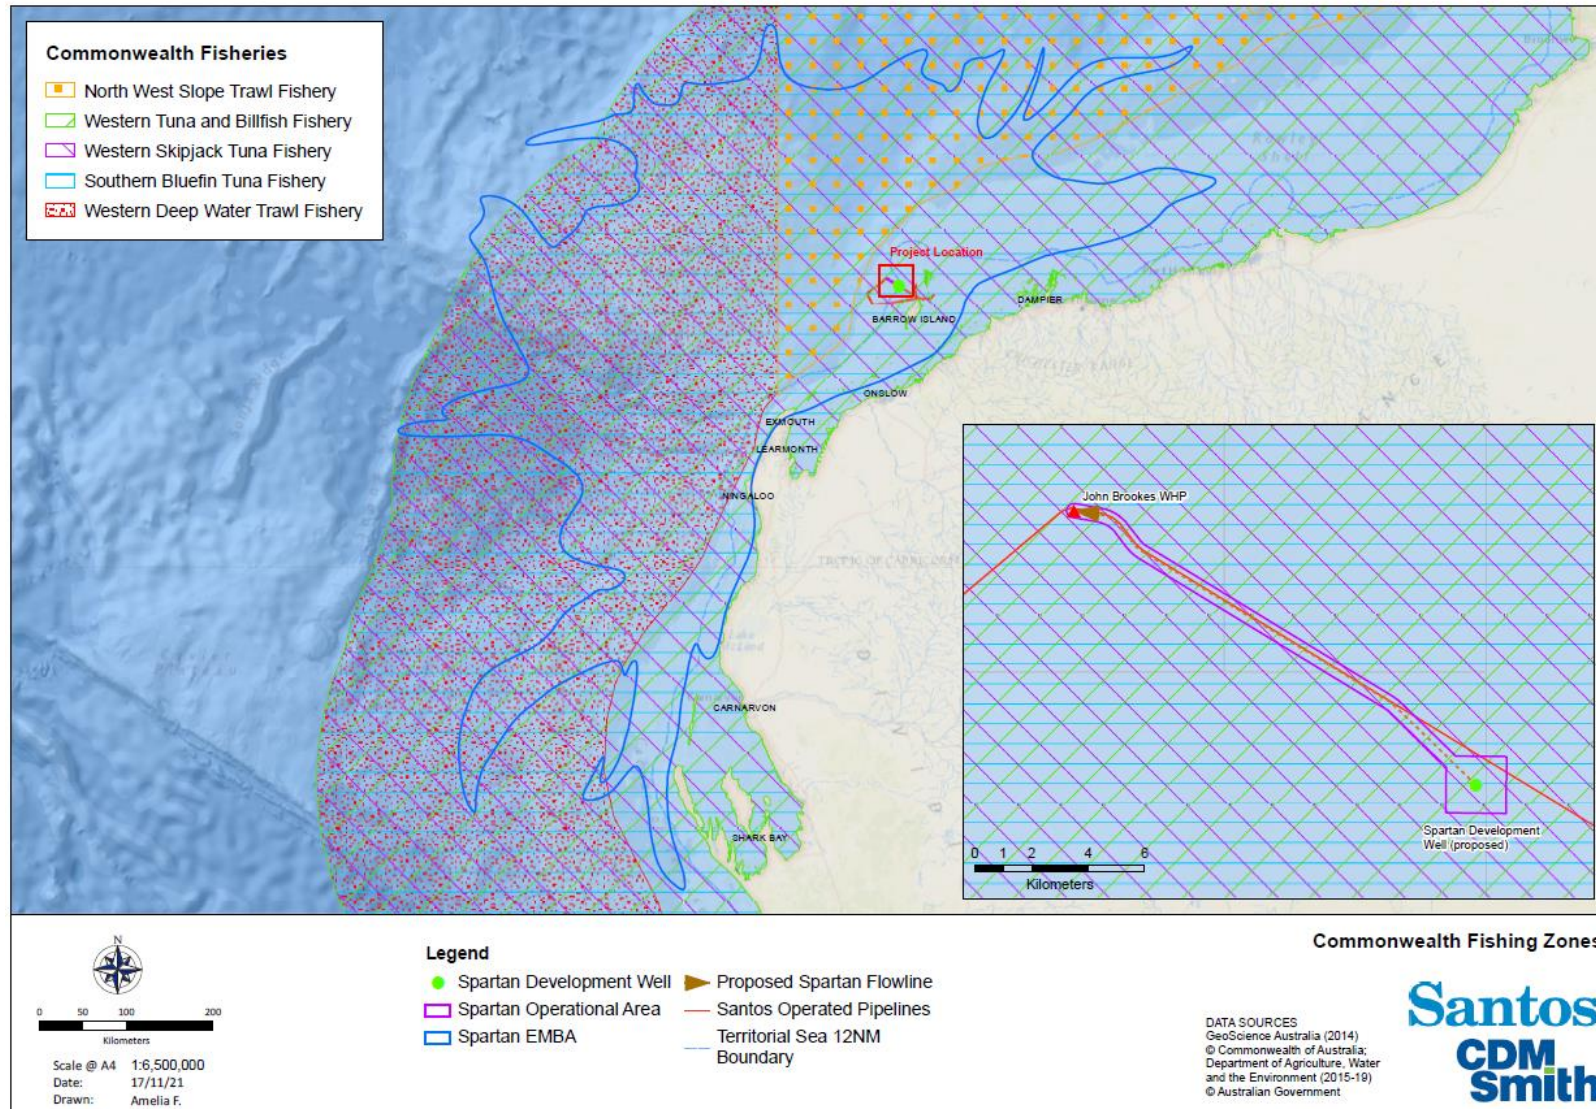 Commonwealth Fisheries
North West Slope Trawl Fishery
Western Tuna and Billfish Fishery
Western Skipjack Tuna Fishery
Southern Bluefin Tuna Fishery
Western Deep Water Trawl Fishery
Project Location
DAMPIER
BARROW ISLAND
ONSLOW
EXMOUTH
LEARMONTH
NINGALOO
TROPIC OF CAPRICORN
CARNARVON
SHARK BAY
John Brookes WHP
Spartan Development
Well (proposed)
0 1 2 4 6
Kilometers
Commonwealth Fishing Zones
N
0 50 100 200
Kilometers
Scale @ A4 1:6,500,000
Date: 17/11/21
Drawn: Amelia F.
Legend
Spartan Development Well
Spartan Operational Area
Spartan EMBA
Proposed Spartan Flowline
Santos Operated Pipelines
Territorial Sea 12NM
Boundary
DATA SOURCES
GeoScience Australia (2014)
© Commonwealth of Australia;
Department of Agriculture, Water
and the Environment (2015-19)
© Australian Government
Santos
CDM
Smith